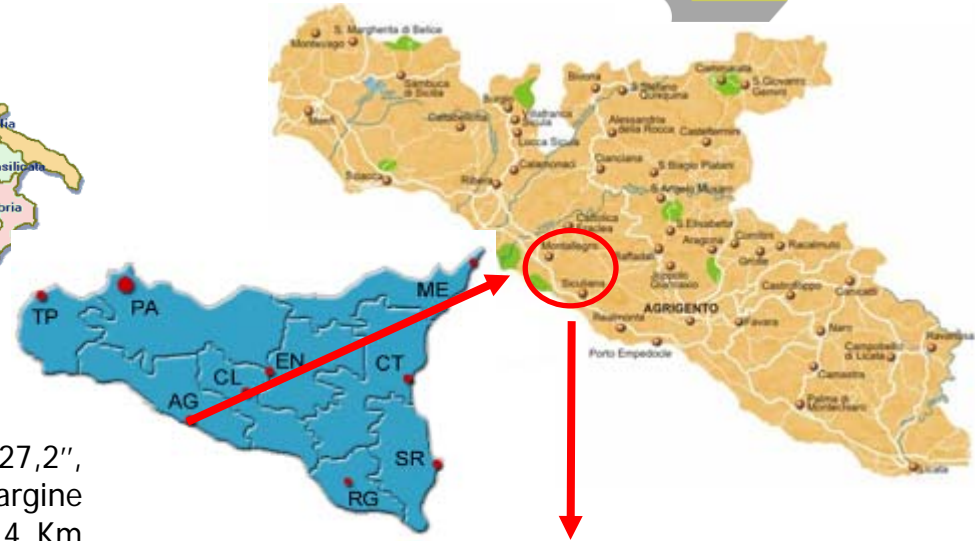 S. Margherita di Belice
Montevago
Sambuca
di Sicilia
Menfi
Caltabellotta
Sciacca
Burgio
Villafranca
Sicula
Lucca Sicula
Calamonaci
Ribera
Bivona
S. Stefano
Quisquina
Alessandria
della Rocca
Cianciana
S. Biagio Platani
Casteltermini
Cammarata
S. Giovanni
Gemini
S. Angelo Muxaro
Cattolica
Eraclea
Montallegro
Siciliana
S. Elisabetta
Raffadali
Aragona
Comitini
Grotte
Racalmuto
Joppolo
Giancaxio
Castrofilippo
Canicattì
AGRIGENTO
Favara
Realmonte
Porto Empedocle
Naro
Campobello
di Licata
Ravanusa
Camastra
Palma di
Montechiaro
Licata
TP
PA
ME
EN
CL
CT
AG
SR
RG
27,2’’,
argine
4 Km